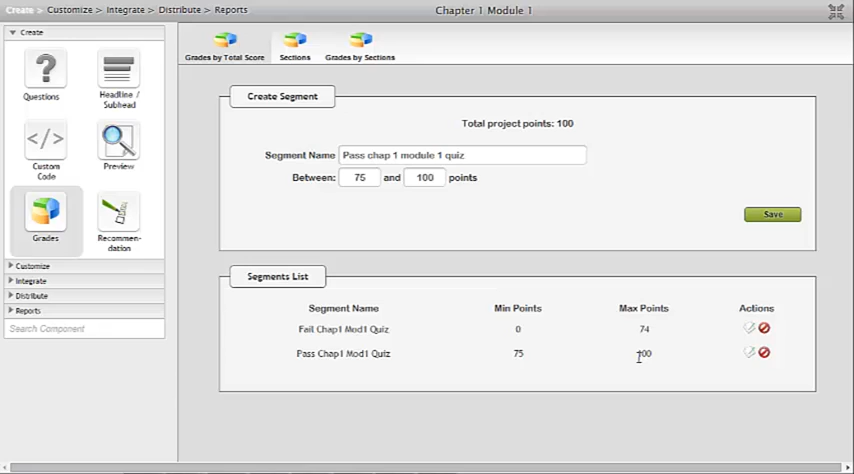 Create > Customize > Integrate > Distribute > Reports
Chapter 1 Module 1
Create
Questions
Headline / Subhead
Custom Code
Preview
Grades
Recommen-dation
Customize
Integrate
Distribute
Reports
Search Component
Grades by Total Score
Sections
Grades by Sections
Create Segment
Total project points: 100
Segment Name Pass chap 1 module 1 quiz
Between: 75 and 100 points
Save
Segments List
Segment Name Min Points Max Points Actions
Fail Chap1 Mod1 Quiz 0 74
Pass Chap1 Mod1 Quiz 75 100